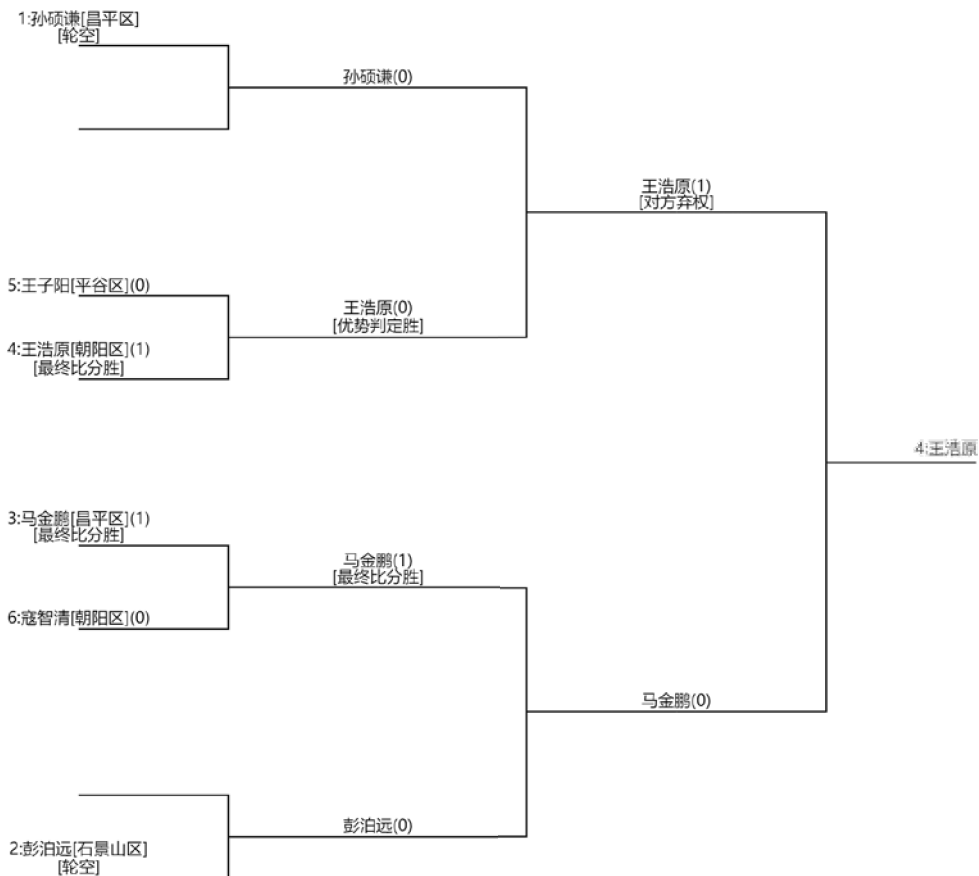 1:孙硕谦[昌平区]
[轮空]
孙硕谦(0)
王浩原(1)
[对方弃权]
5:王子阳[平谷区](0)
王浩原(0)
[优势判定胜]
4:王浩原[朝阳区](1)
[最终比分胜]
4:王浩原
3:马金鹏[昌平区](1)
[最终比分胜]
马金鹏(1)
[最终比分胜]
6:寇智清[朝阳区](0)
马金鹏(0)
彭泊远(0)
2:彭泊远[石景山区]
[轮空]